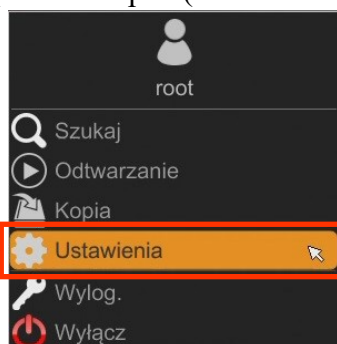 root
Szukaj
Odtwarzanie
Kopia
Ustawienia
Wylog.
Wyłącz